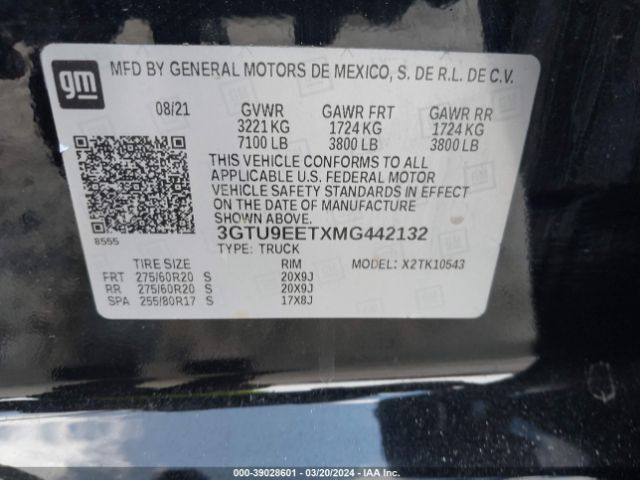 gm
MFD BY GENERAL MOTORS DE MEXICO, S. DE R.L. DE C.V.
08/21 GVWR GAWR FRT GAWR RR
3221 KG 1724 KG 1724 KG
7100 LB 3800 LB 3800 LB
THIS VEHICLE CONFORMS TO ALL
APPLICABLE U.S. FEDERAL MOTOR
VEHICLE SAFETY STANDARDS IN EFFECT
ON THE DATE OF MANUFACTURE
SHOWN ABOVE.
3GTU9EETXMG442132
8555
TYPE: TRUCK
TIRE SIZE RIM MODEL: X2TK10543
FRT 275/60R20 S 20X9J
RR 275/60R20 S 20X9J
SPA 255/80R17 S 17X8J
000-39028601 / 03/20/2024 - IAA Inc.